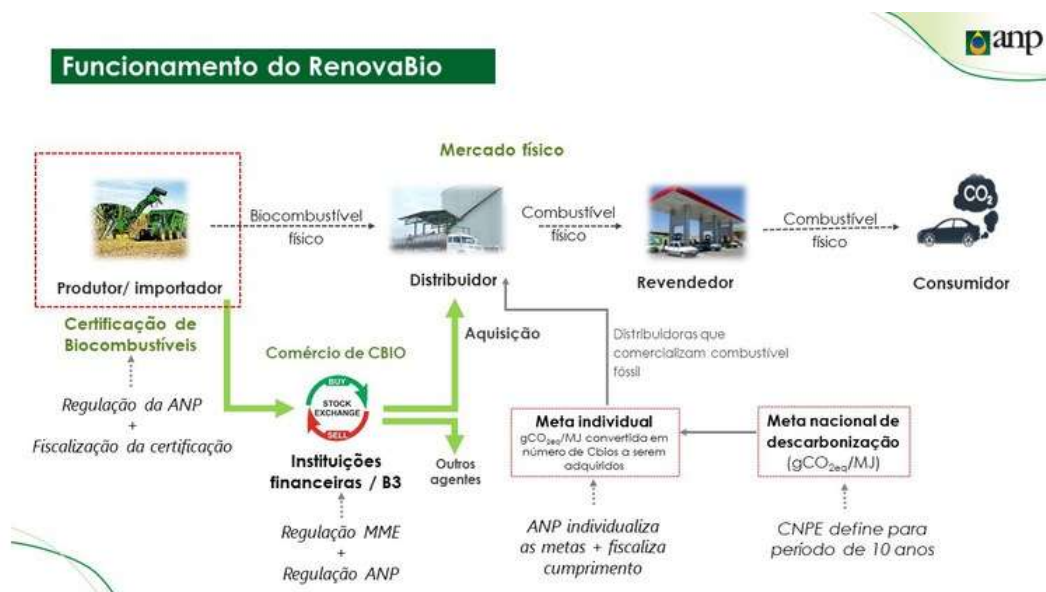 anp
Funcionamento do RenovaBio
Mercado físico
Biocombustível
físico
Combustível
físico
Combustível
físico
CO₂
Produtor/ importador
Distribuidor
Revendedor
Consumidor
Certificação de
Biocombustíveis
Regulação da ANP
+
Fiscalização da certificação
Comércio de CBIO
BUY
STOCK
EXCHANGE
SELL
Instituições
financeiras / B3
Regulação MME
+
Regulação ANP
Aquisição
Outros
agentes
Distribuidoras que
comercializam combustível
fóssil
Meta individual
gCO₂eq/MJ convertida em
número de Cbios a serem
adquiridos
ANP individualiza
as metas + fiscaliza
cumprimento
Meta nacional de
descarbonização
(gCO₂eq/MJ)
CNPE define para
período de 10 anos